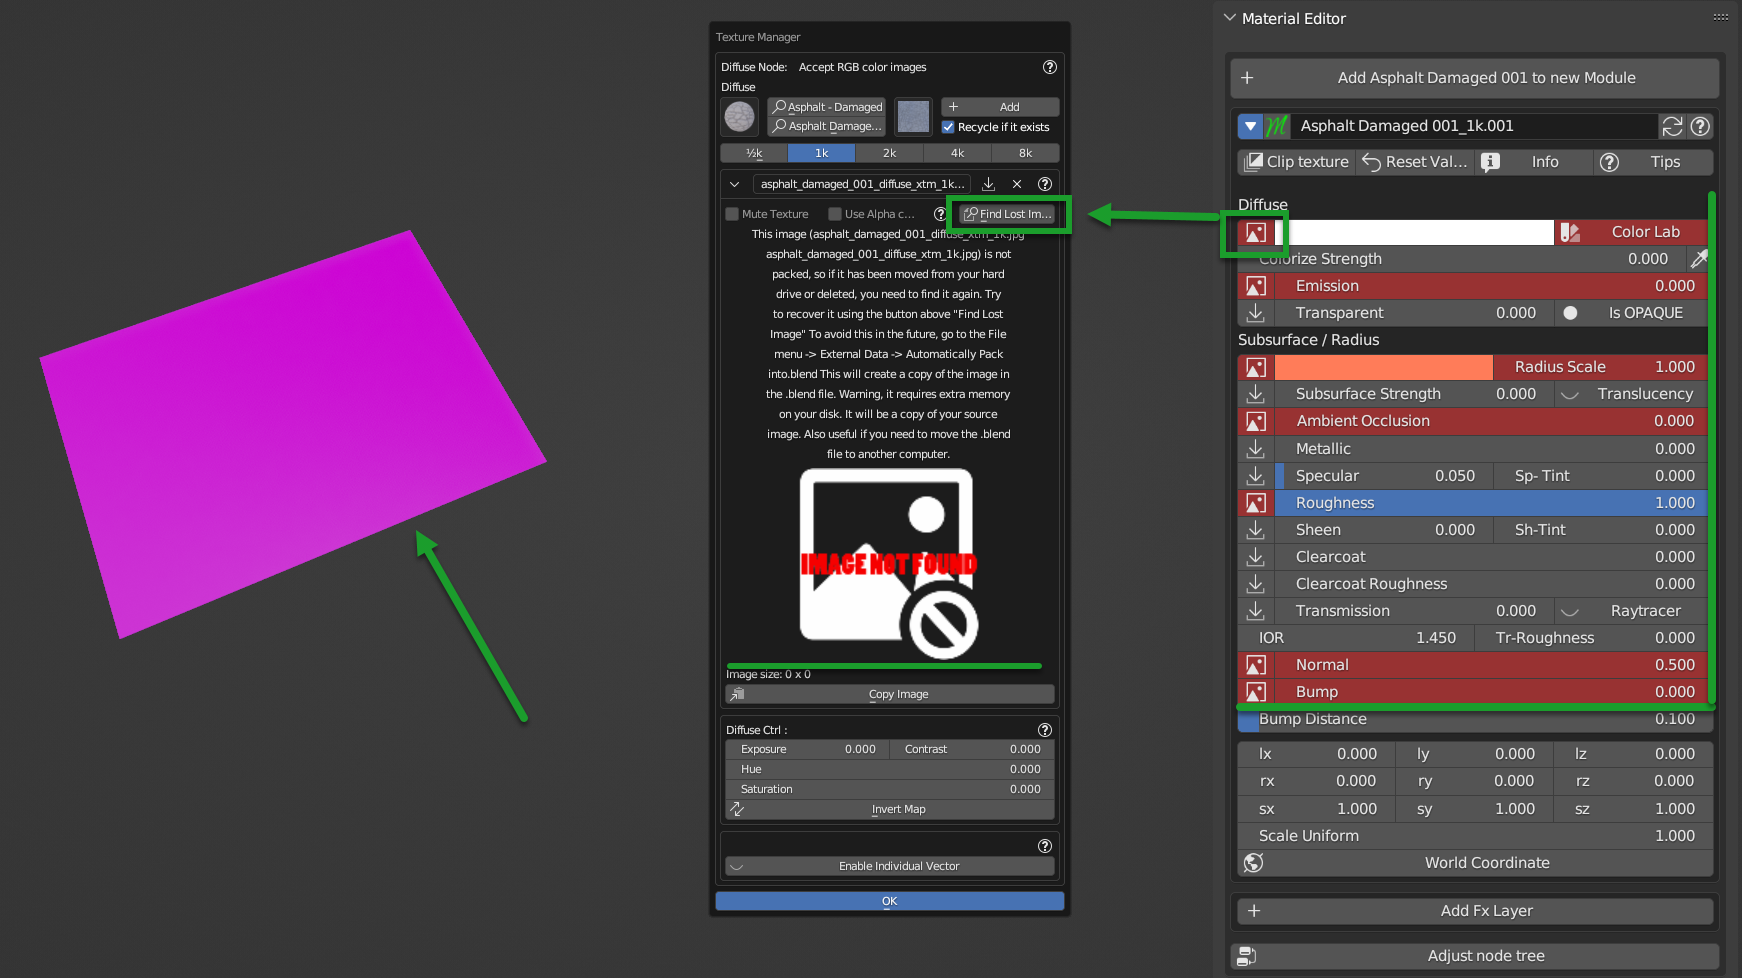 Texture Manager
Diffuse Node: Accept RGB color images
Diffuse
Asphalt - Damaged
Asphalt Damage...
Add
Recycle if it exists
½k 1k 2k 4k 8k
asphalt_damaged_001_diffuse_xtm_1k...
Mute Texture Use Alpha c... Find Lost Im...
This image (asphalt_damaged_001_diffuse_xtm_1k.jpg
asphalt_damaged_001_diffuse_xtm_1k.jpg) is not
packed, so if it has been moved from your hard
drive or deleted, you need to find it again. Try
to recover it using the button above "Find Lost
Image" To avoid this in the future, go to the File
menu -> External Data -> Automatically Pack
into.blend This will create a copy of the image in
the .blend file. Warning, it requires extra memory
on your disk. It will be a copy of your source
image. Also useful if you need to move the .blend
file to another computer.
IMAGE NOT FOUND
Image size: 0 x 0
Copy Image
Diffuse Ctrl :
Exposure 0.000 Contrast 0.000
Hue 0.000
Saturation 0.000
Invert Map
Enable Individual Vector
OK
Material Editor
Add Asphalt Damaged 001 to new Module
Asphalt Damaged 001_1k.001
Clip texture Reset Val... Info Tips
Diffuse
Color Lab
Colorize Strength 0.000
Emission 0.000
Transparent 0.000 Is OPAQUE
Subsurface / Radius
Radius Scale 1.000
Subsurface Strength 0.000 Translucency
Ambient Occlusion 0.000
Metallic 0.000
Specular 0.050 Sp- Tint 0.000
Roughness 1.000
Sheen 0.000 Sh-Tint 0.000
Clearcoat 0.000
Clearcoat Roughness 0.000
Transmission 0.000 Raytracer
IOR 1.450 Tr-Roughness 0.000
Normal 0.500
Bump 0.000
Bump Distance 0.100
lx 0.000 ly 0.000 lz 0.000
rx 0.000 ry 0.000 rz 0.000
sx 1.000 sy 1.000 sz 1.000
Scale Uniform 1.000
World Coordinate
Add Fx Layer
Adjust node tree